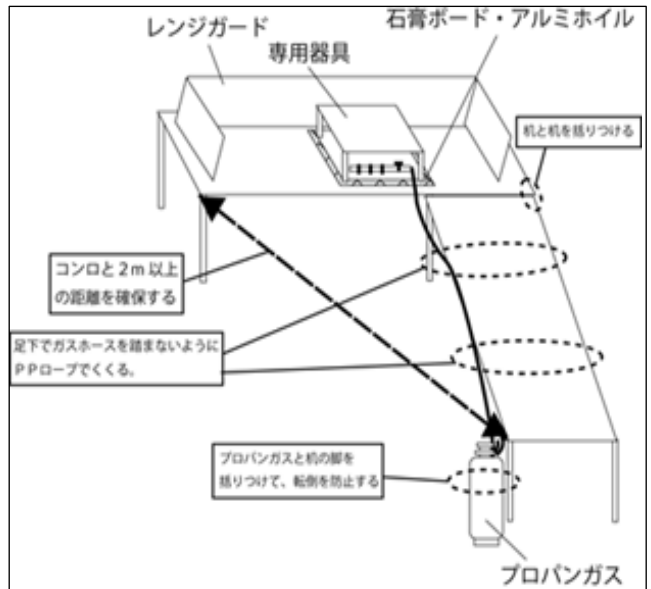 レンジガード
石膏ボード・アルミホイル
専用器具
机と机を括りつける
コンロと2m以上
の距離を確保する
足下でガスホースを踏まないように
PPロープでくくる。
プロパンガスと机の脚を
括りつけて、転倒を防止する
プロパンガス